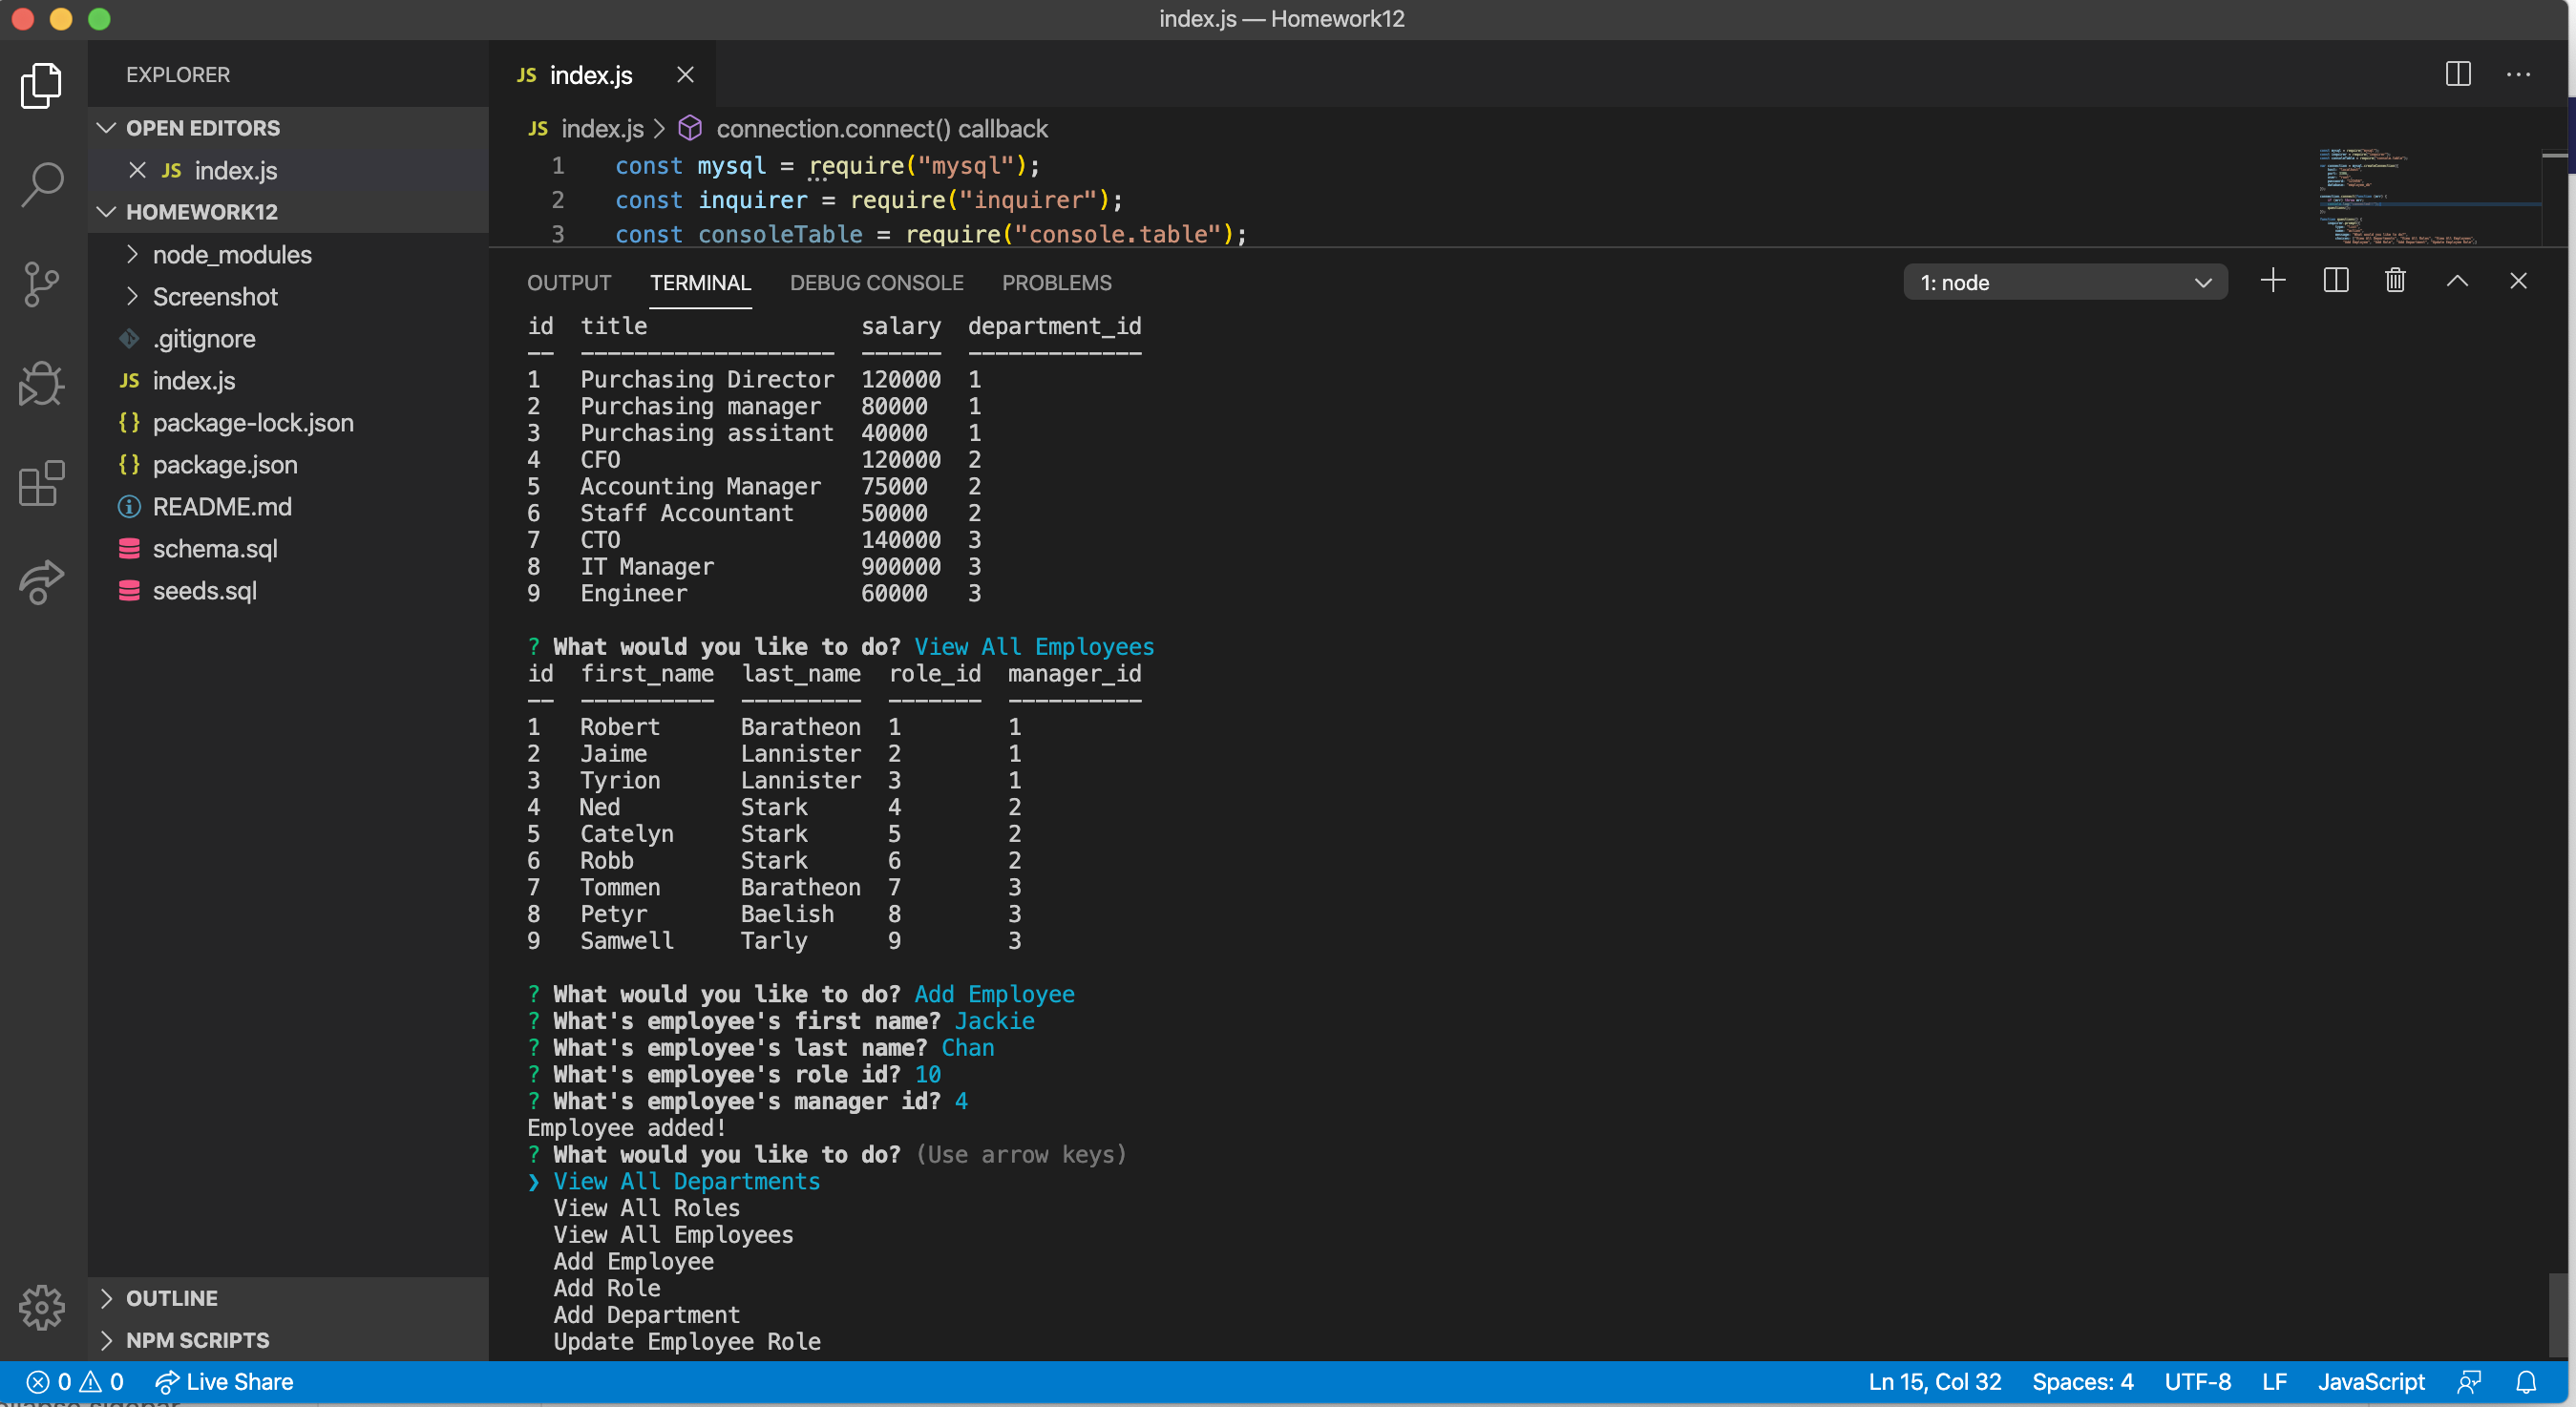 index.js — Homework12
EXPLORER
OPEN EDITORS
JS index.js
HOMEWORK12
node_modules
Screenshot
.gitignore
JS index.js
{} package-lock.json
{} package.json
README.md
schema.sql
seeds.sql
OUTLINE
NPM SCRIPTS
JS index.js
JS index.js > connection.connect() callback
1 const mysql = require("mysql");
2 const inquirer = require("inquirer");
3 const consoleTable = require("console.table");
OUTPUT TERMINAL DEBUG CONSOLE PROBLEMS 1: node
id title salary department_id
-- ------------------- ------ -------------
1 Purchasing Director 120000 1
2 Purchasing manager 80000 1
3 Purchasing assitant 40000 1
4 CFO 120000 2
5 Accounting Manager 75000 2
6 Staff Accountant 50000 2
7 CTO 140000 3
8 IT Manager 900000 3
9 Engineer 60000 3
? What would you like to do? View All Employees
id first_name last_name role_id manager_id
-- ---------- --------- ------- ----------
1 Robert Baratheon 1 1
2 Jaime Lannister 2 1
3 Tyrion Lannister 3 1
4 Ned Stark 4 2
5 Catelyn Stark 5 2
6 Robb Stark 6 2
7 Tommen Baratheon 7 3
8 Petyr Baelish 8 3
9 Samwell Tarly 9 3
? What would you like to do? Add Employee
? What's employee's first name? Jackie
? What's employee's last name? Chan
? What's employee's role id? 10
? What's employee's manager id? 4
Employee added!
? What would you like to do? (Use arrow keys)
❯ View All Departments
View All Roles
View All Employees
Add Employee
Add Role
Add Department
Update Employee Role
0 0 Live Share Ln 15, Col 32 Spaces: 4 UTF-8 LF JavaScript